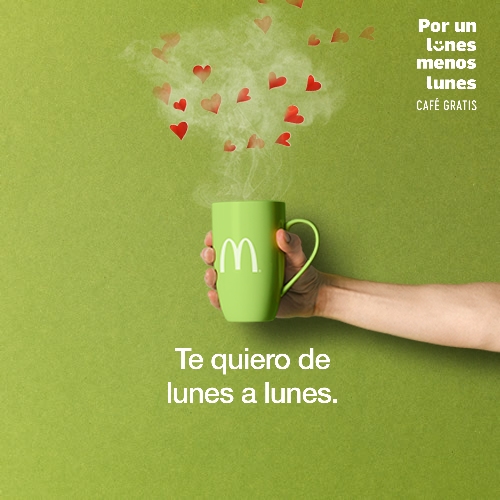 Por un
lunes
menos
lunes
CAFÉ GRATIS
M
Te quiero de
lunes a lunes.